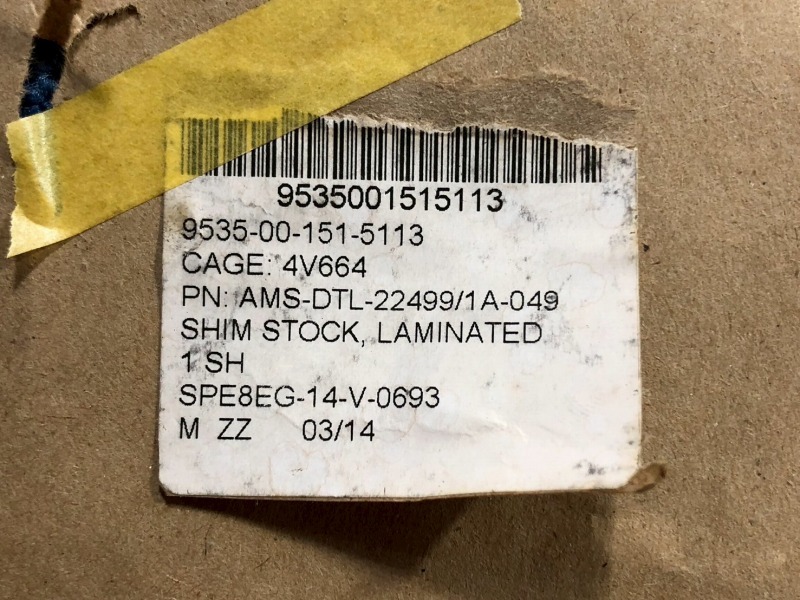 9535001515113
9535-00-151-5113
CAGE: 4V664
PN: AMS-DTL-22499/1A-049
SHIM STOCK, LAMINATED
1 SH
SPE8EG-14-V-0693
M ZZ 03/14